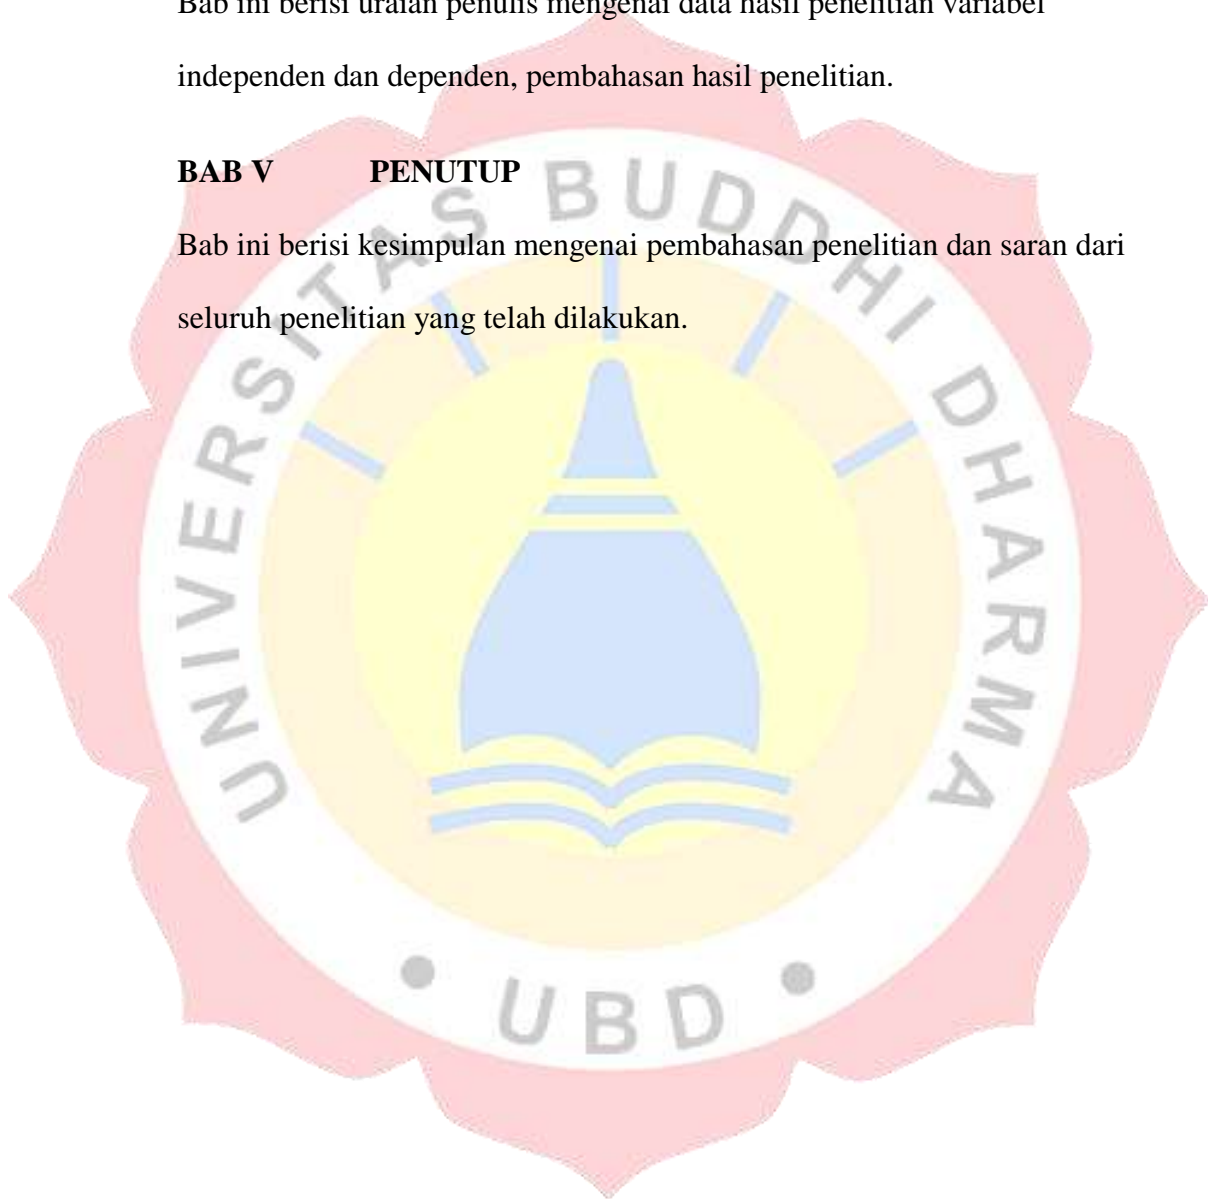 Bab ini berisi uraian penulis mengenai data hasil penelitian variabel
independen dan dependen, pembahasan hasil penelitian.
BAB V PENUTUP
Bab ini berisi kesimpulan mengenai pembahasan penelitian dan saran dari
seluruh penelitian yang telah dilakukan.
UNIVERSITAS BUDDHI DHARMA
• UBD •